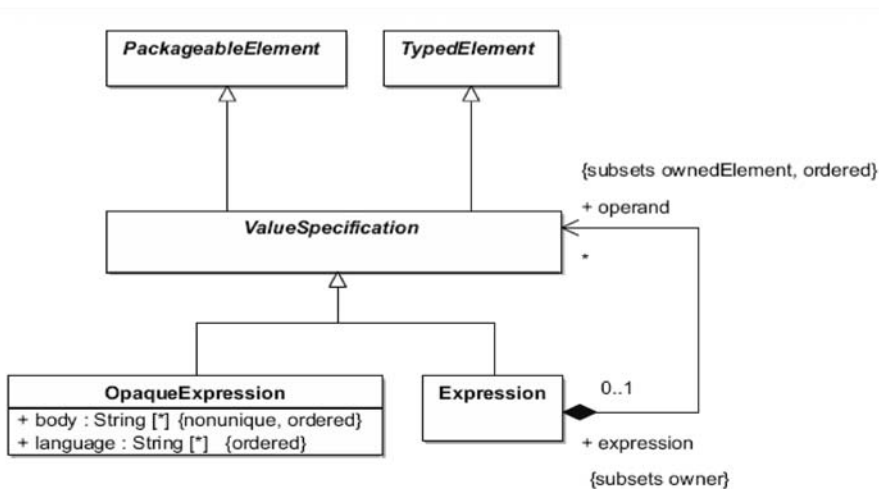 PackageableElement
TypedElement
{subsets ownedElement, ordered}
+ operand
ValueSpecification
*
OpaqueExpression
+ body : String [*] {nonunique, ordered}
+ language : String [*] {ordered}
Expression
0..1
+ expression
{subsets owner}